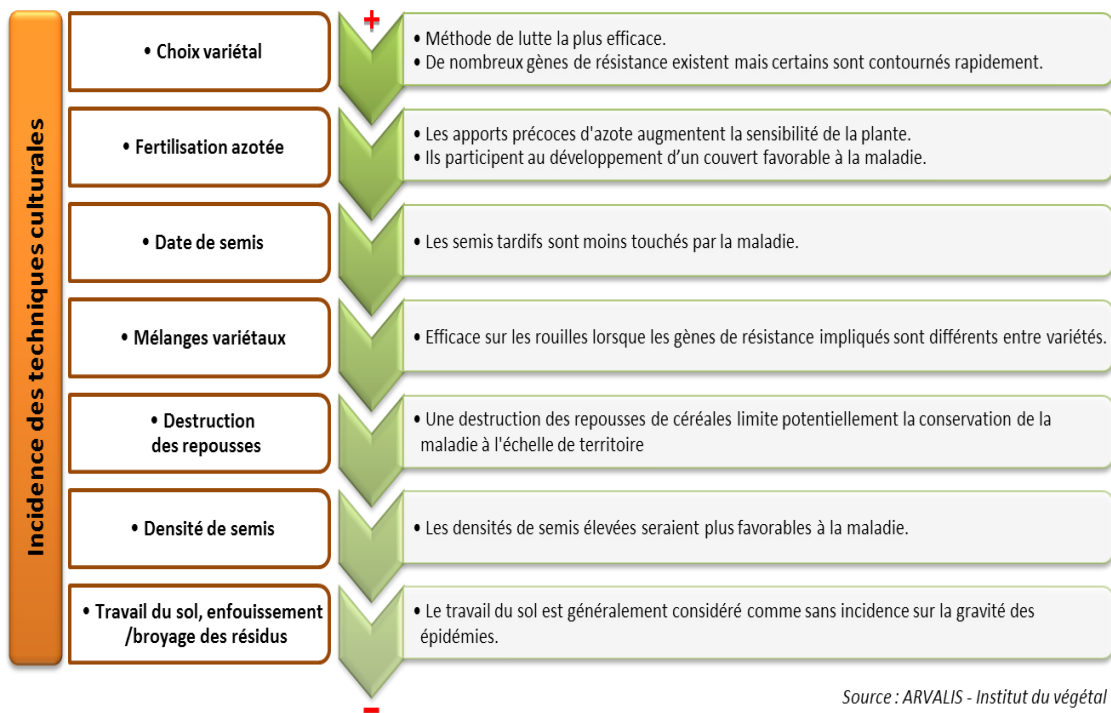 Incidence des techniques culturales
+
• Choix variétal
• Méthode de lutte la plus efficace.
• De nombreux gènes de résistance existent mais certains sont contournés rapidement.
• Fertilisation azotée
• Les apports précoces d'azote augmentent la sensibilité de la plante.
• Ils participent au développement d’un couvert favorable à la maladie.
• Date de semis
• Les semis tardifs sont moins touchés par la maladie.
• Mélanges variétaux
• Efficace sur les rouilles lorsque les gènes de résistance impliqués sont différents entre variétés.
• Destruction
des repousses
• Une destruction des repousses de céréales limite potentiellement la conservation de la
maladie à l'échelle de territoire
• Densité de semis
• Les densités de semis élevées seraient plus favorables à la maladie.
• Travail du sol, enfouissement
/broyage des résidus
• Le travail du sol est généralement considéré comme sans incidence sur la gravité des
épidémies.
-
Source : ARVALIS - Institut du végétal